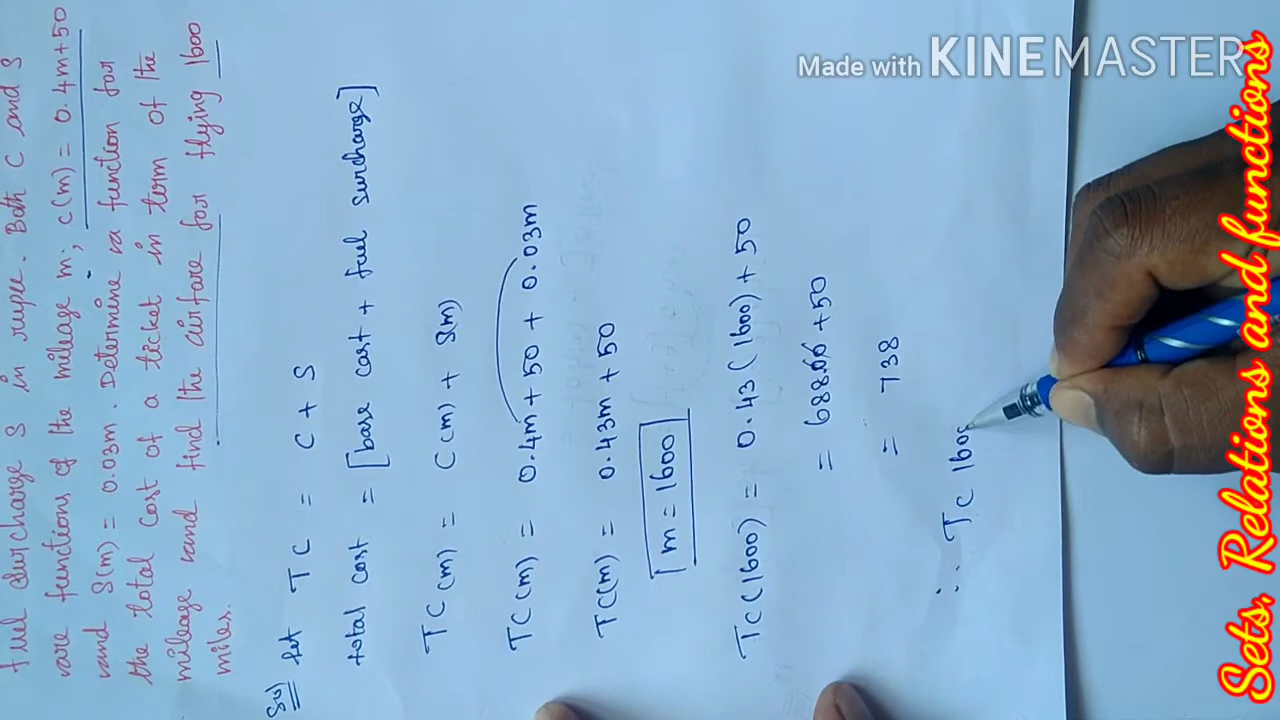 fuel surcharge S in rupee. Both C and S
are functions of the mileage m; c(m) = 0.4m+50
and S(m) = 0.03m. Determine a function for
the total cost of a ticket in term of the
mileage and find the airfare for flying 1600
miles.
Sol) let TC = C + S
total cost = [base cost + fuel surcharge]
TC(m) = C(m) + S(m)
TC(m) = 0.4m + 50 + 0.03m
TC(m) = 0.43m + 50
m = 1600
TC(1600) = 0.43(1600) + 50
= 688.00 + 50
= 738
∴ TC 1600
Made with KINEMASTER
Sets, Relations and functions